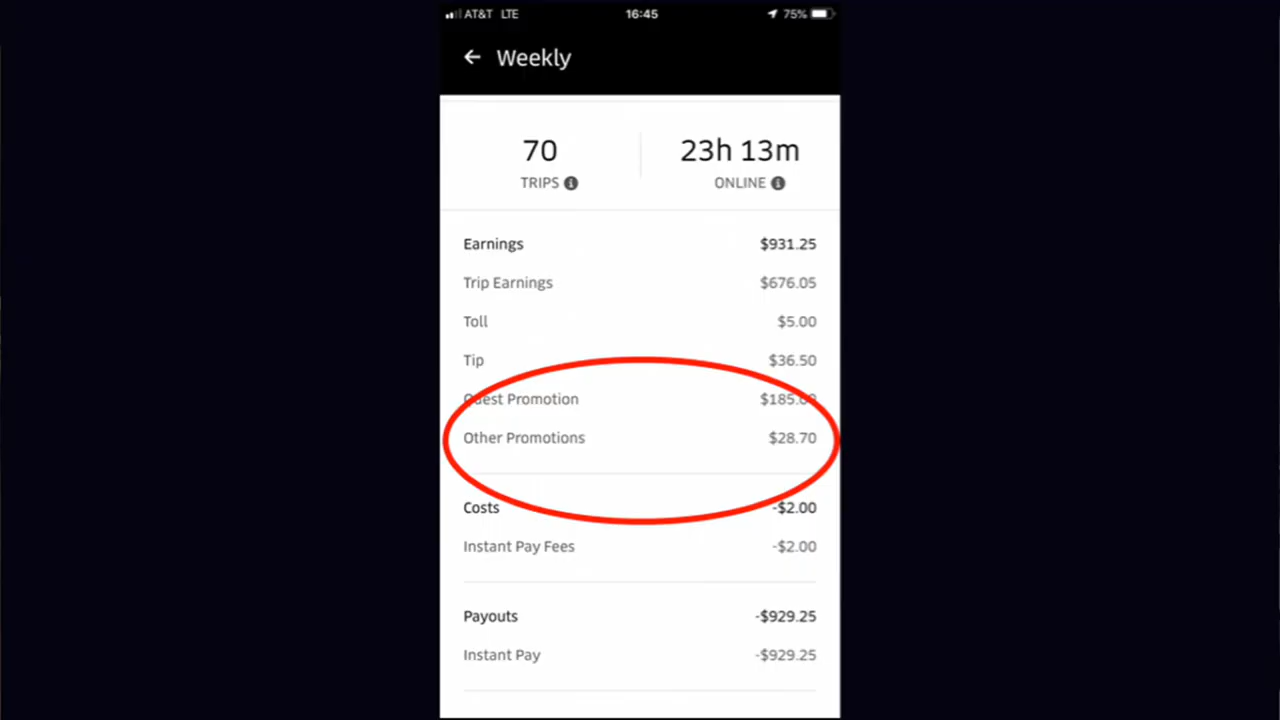 AT&T LTE 16:45 75%
← Weekly
70 23h 13m
TRIPS ONLINE
Earnings $931.25
Trip Earnings $676.05
Toll $5.00
Tip $36.50
Quest Promotion $185.00
Other Promotions $28.70
Costs -$2.00
Instant Pay Fees -$2.00
Payouts -$929.25
Instant Pay -$929.25